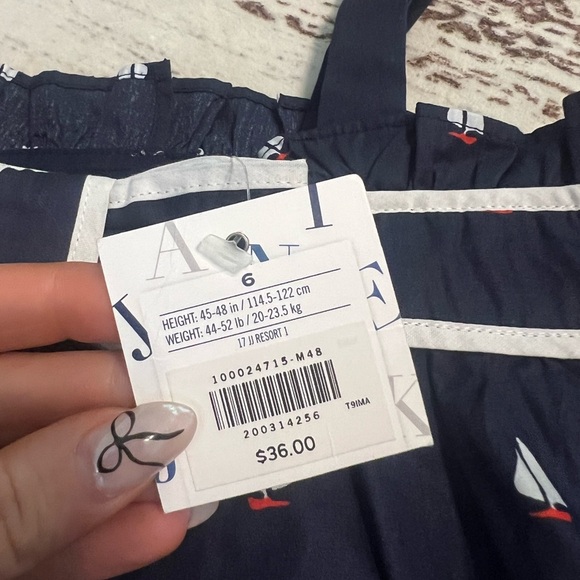 6
HEIGHT: 45-48 in / 114.5-122 cm
WEIGHT: 44-52 lb / 20-23.5 kg
17 JJ RESORT 1
100024715-M48
T9IMA
200314256
$36.00